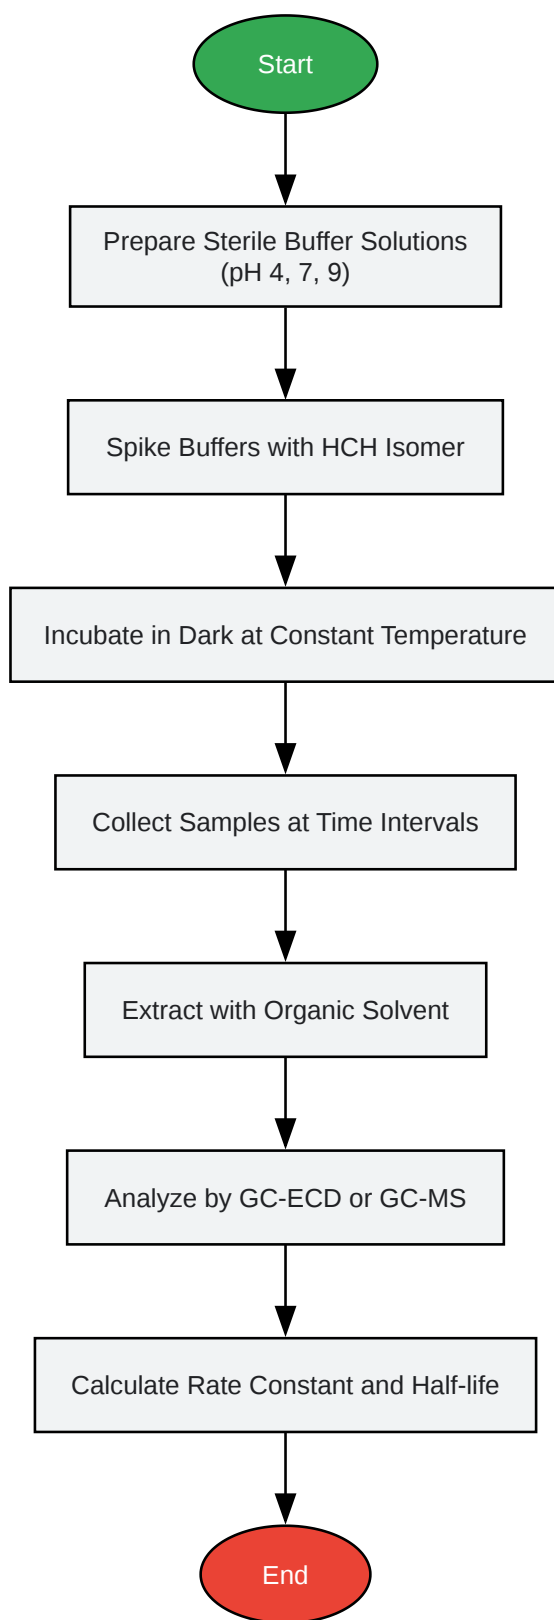 Start
Prepare Sterile Buffer Solutions
(pH 4, 7, 9)
Spike Buffers with HCH Isomer
Incubate in Dark at Constant Temperature
Collect Samples at Time Intervals
Extract with Organic Solvent
Analyze by GC-ECD or GC-MS
Calculate Rate Constant and Half-life
End